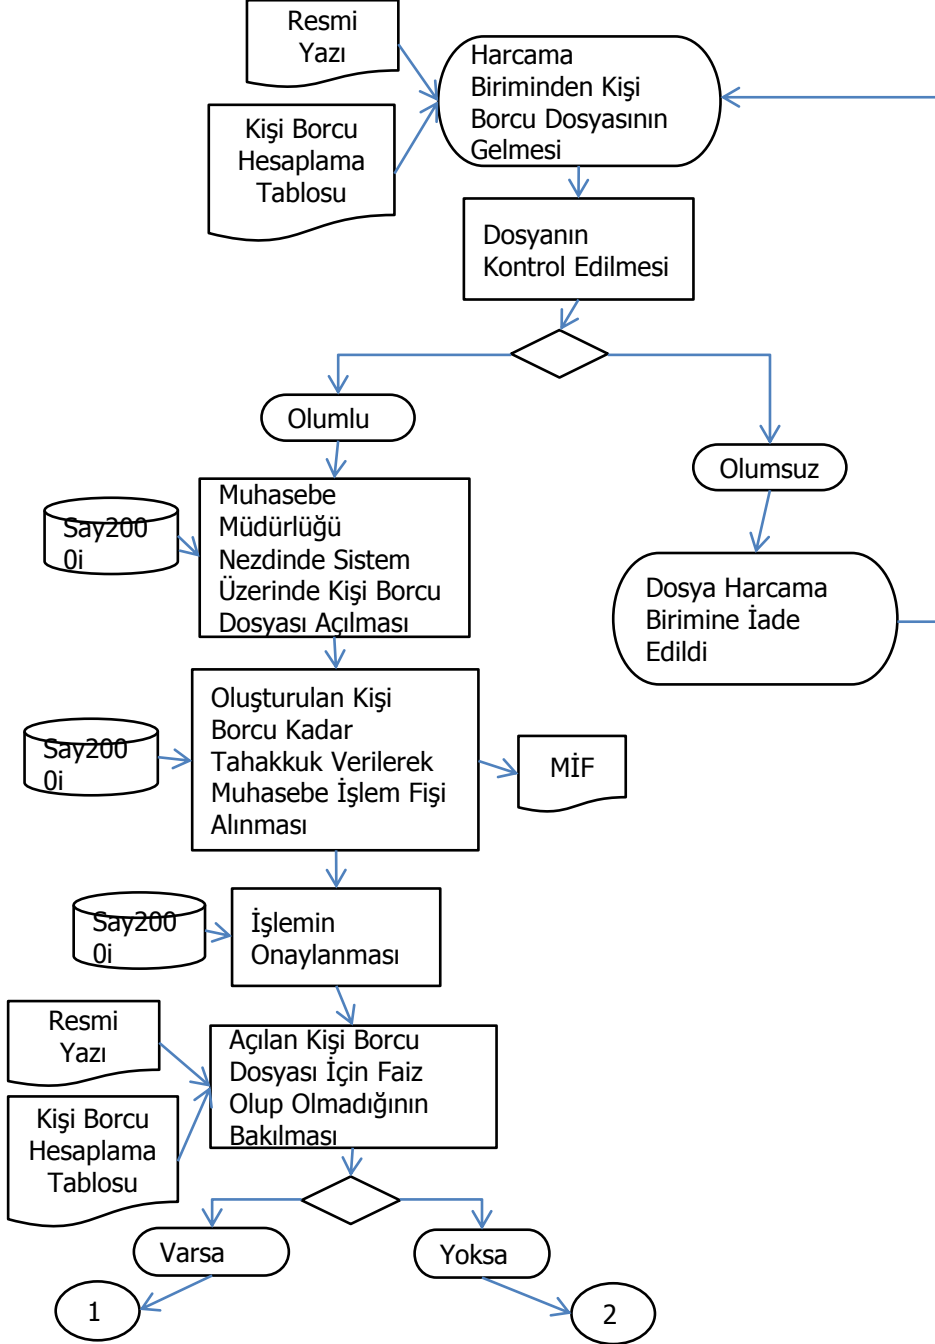 Resmi
Yazı
Harcama
Biriminden Kişi
Borcu Dosyasının
Gelmesi
Kişi Borcu
Hesaplama
Tablosu
Dosyanın
Kontrol Edilmesi
Olumlu
Olumsuz
Say200
0i
Muhasebe
Müdürlüğü
Nezdinde Sistem
Üzerinde Kişi Borcu
Dosyası Açılması
Dosya Harcama
Birimine İade
Edildi
Say200
0i
Oluşturulan Kişi
Borcu Kadar
Tahakkuk Verilerek
Muhasebe İşlem Fişi
Alınması
MİF
Say200
0i
İşlemin
Onaylanması
Resmi
Yazı
Açılan Kişi Borcu
Dosyası İçin Faiz
Olup Olmadığının
Bakılması
Kişi Borcu
Hesaplama
Tablosu
Varsa
Yoksa
1
2